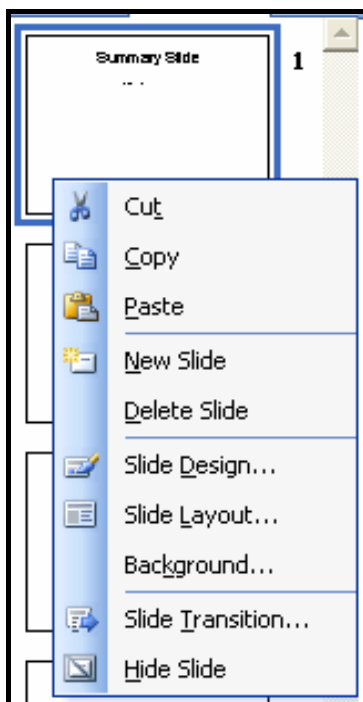 Summary Slide
1
Cut
Copy
Paste
New Slide
Delete Slide
Slide Design...
Slide Layout...
Background...
Slide Transition...
Hide Slide